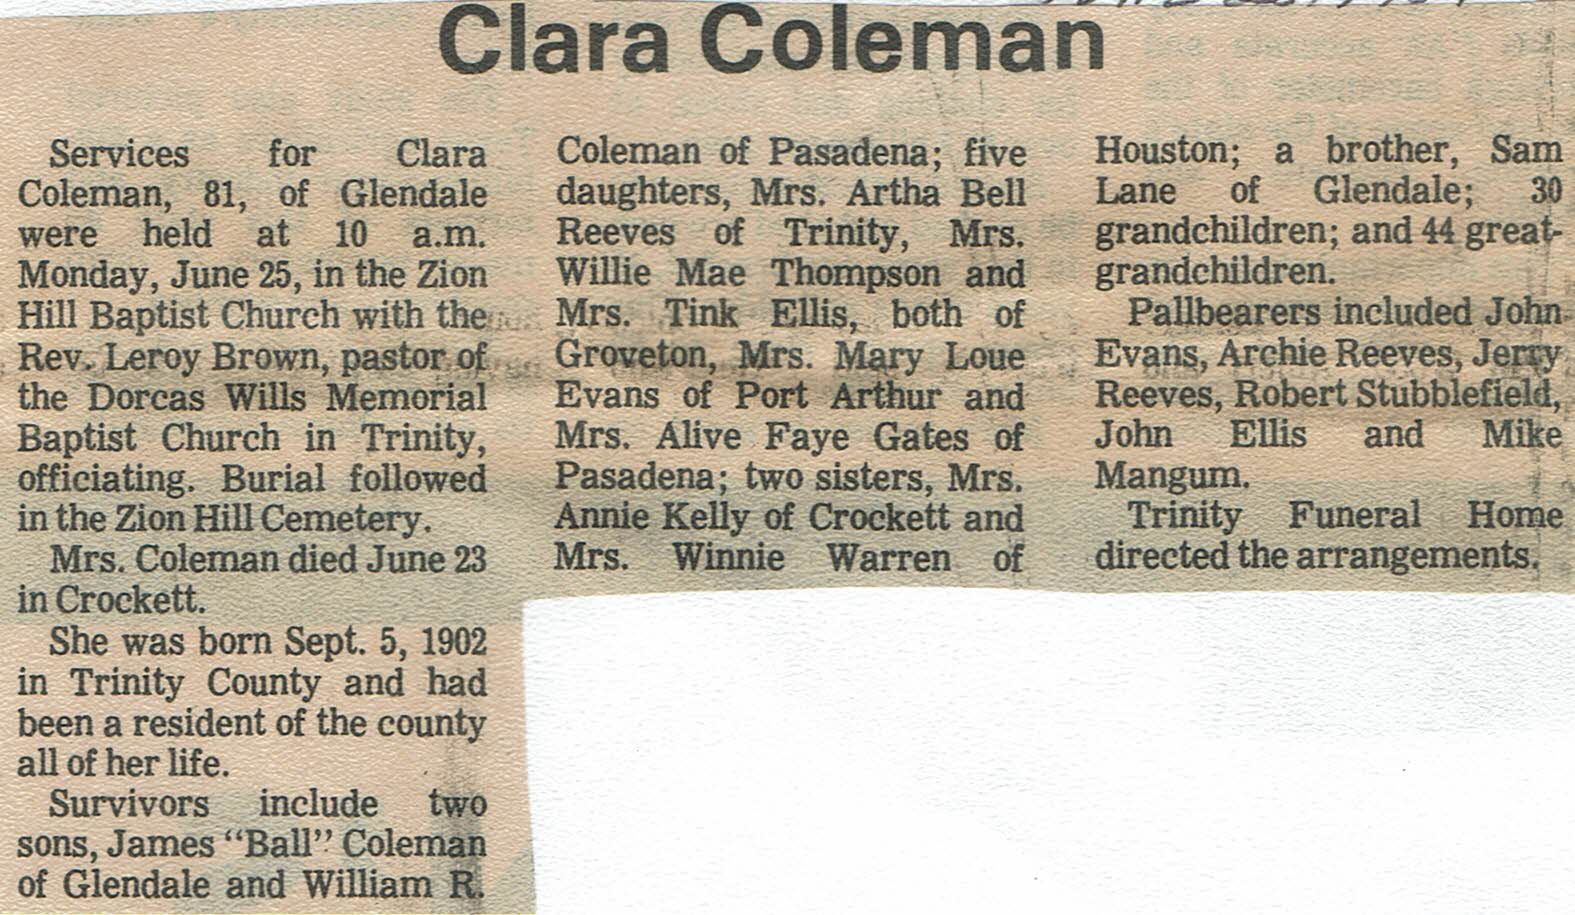 Clara Coleman
Services for Clara
Coleman, 81, of Glendale
were held at 10 a.m.
Monday, June 25, in the Zion
Hill Baptist Church with the
Rev. Leroy Brown, pastor of
the Dorcas Wills Memorial
Baptist Church in Trinity,
officiating. Burial followed
in the Zion Hill Cemetery.
Mrs. Coleman died June 23
in Crockett.
She was born Sept. 5, 1902
in Trinity County and had
been a resident of the county
all of her life.
Survivors include two
sons, James "Ball" Coleman
of Glendale and William R.
Coleman of Pasadena; five
daughters, Mrs. Artha Bell
Reeves of Trinity, Mrs.
Willie Mae Thompson and
Mrs. Tink Ellis, both of
Groveton, Mrs. Mary Loue
Evans of Port Arthur and
Mrs. Alive Faye Gates of
Pasadena; two sisters, Mrs.
Annie Kelly of Crockett and
Mrs. Winnie Warren of
Houston; a brother, Sam
Lane of Glendale; 30
grandchildren; and 44 great-
grandchildren.
Pallbearers included John
Evans, Archie Reeves, Jerry
Reeves, Robert Stubblefield,
John Ellis and Mike
Mangum.
Trinity Funeral Home
directed the arrangements.